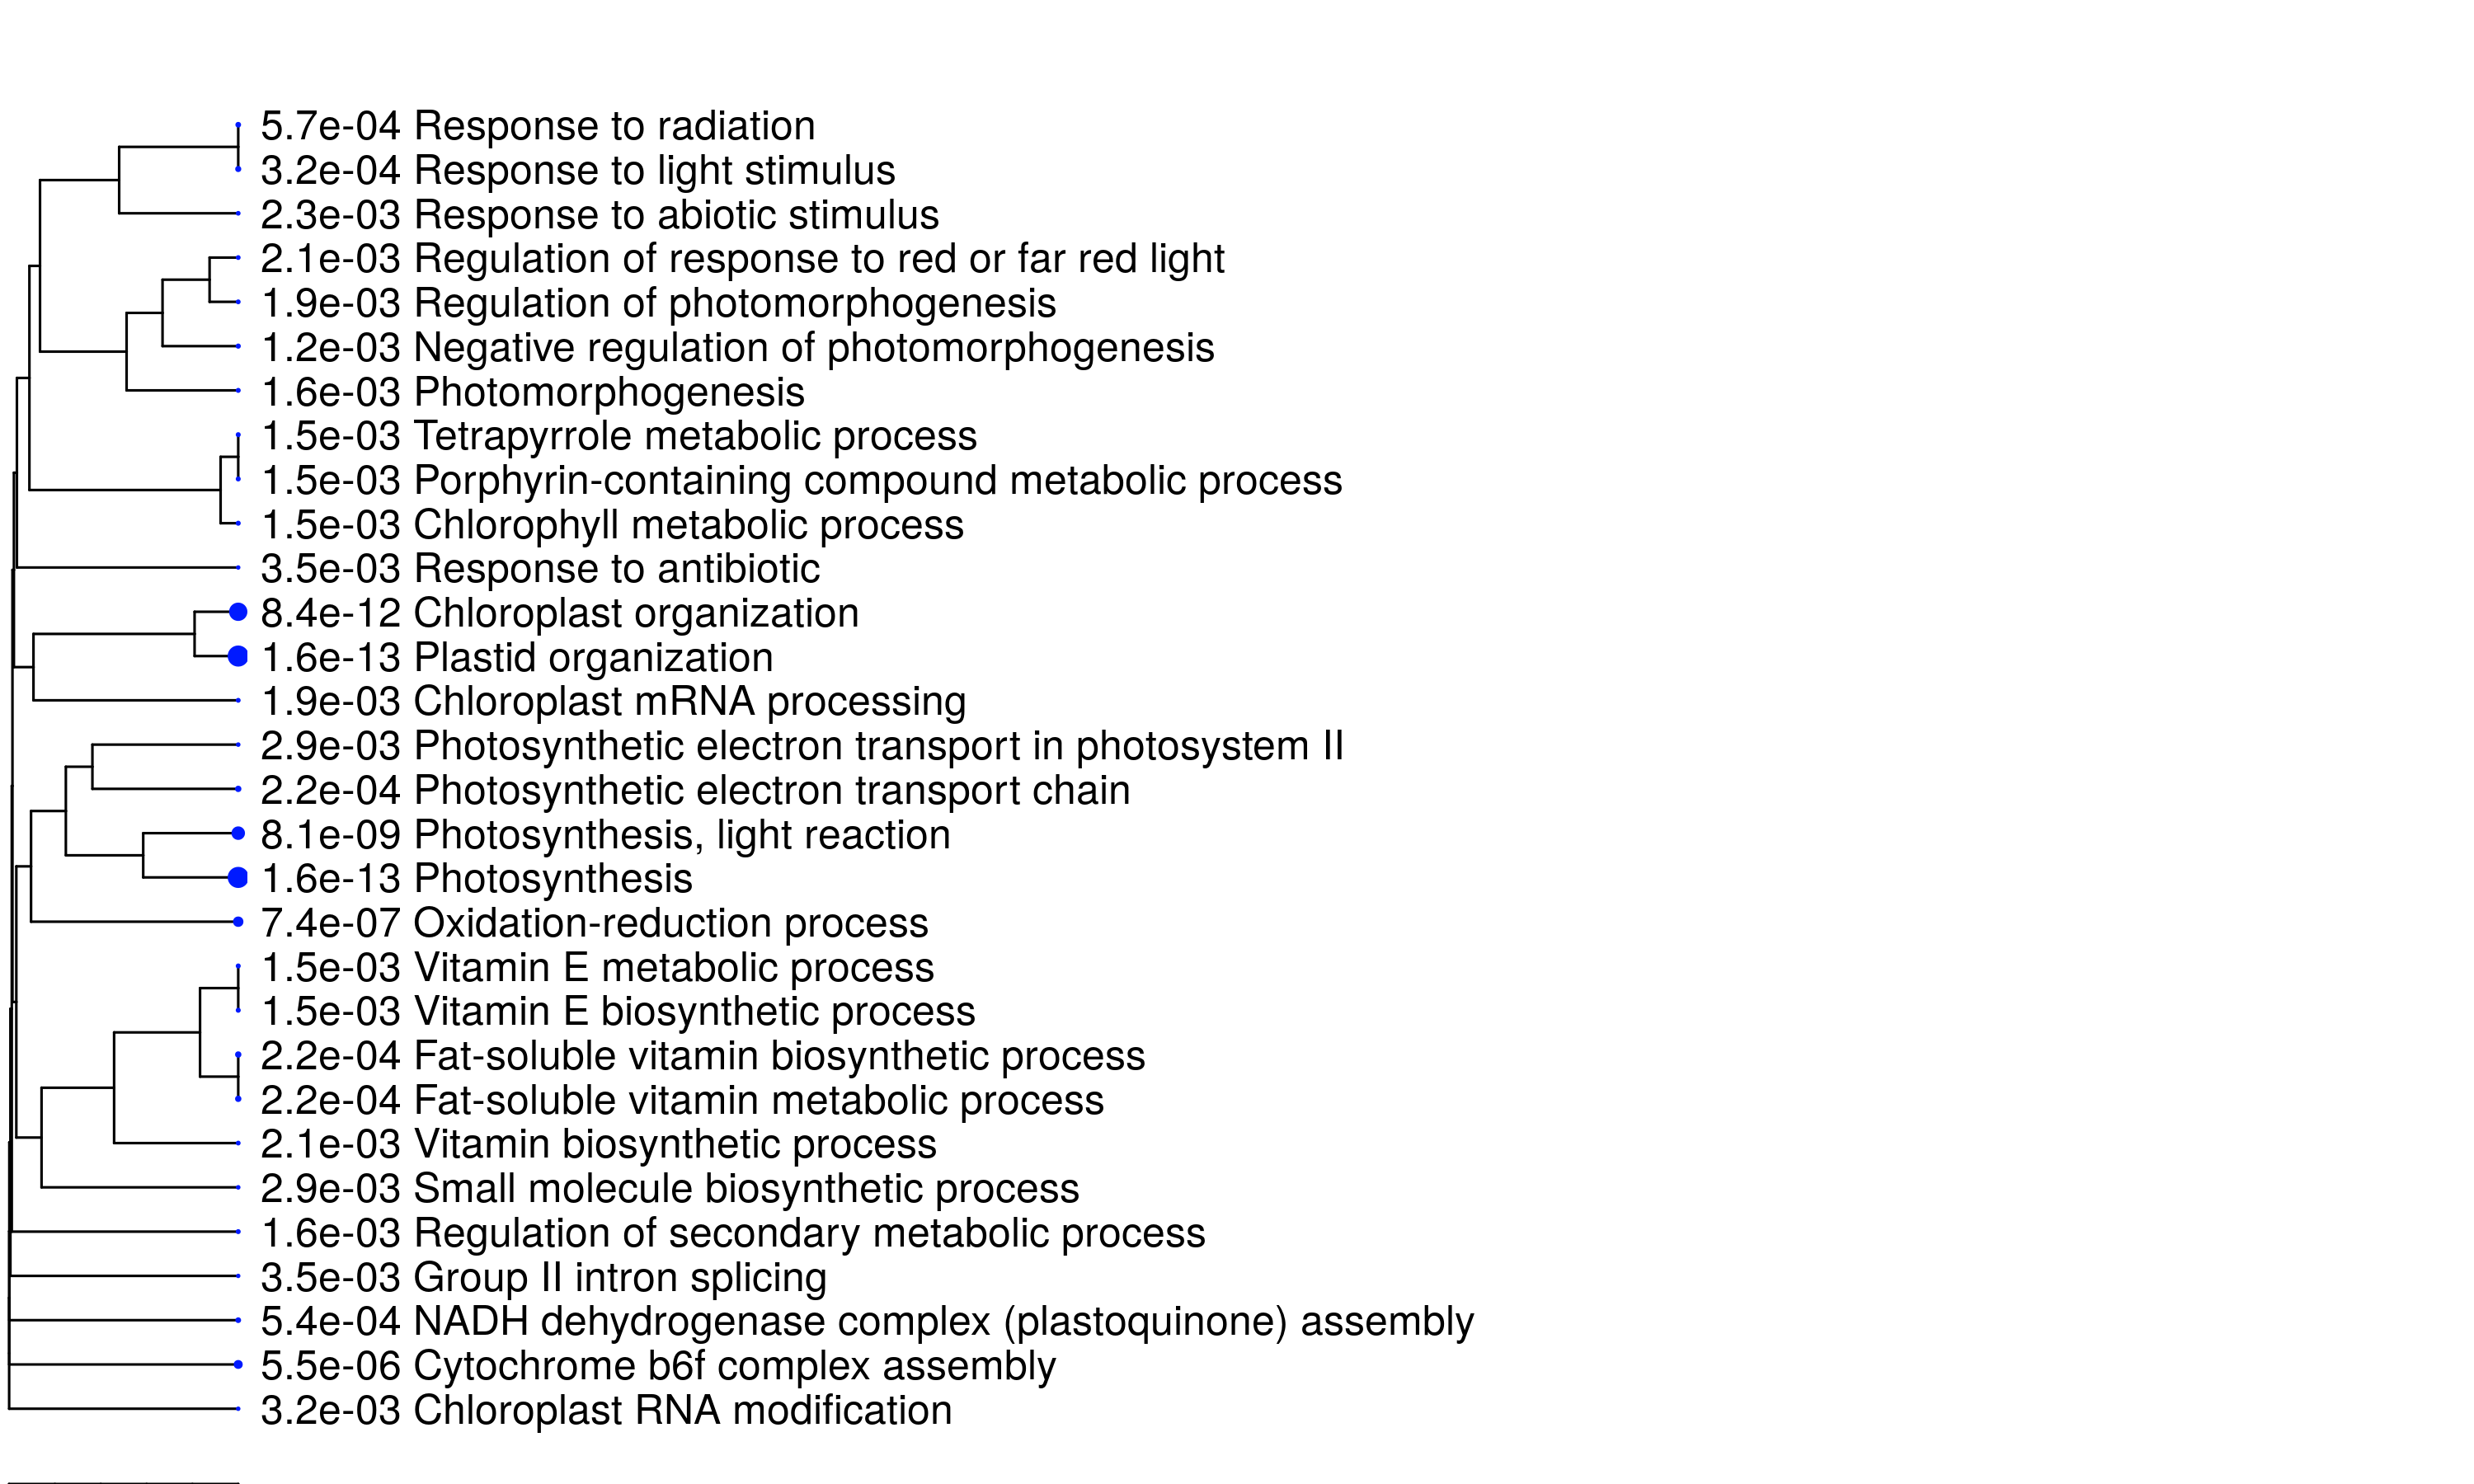 5.7e-04 Response to radiation
3.2e-04 Response to light stimulus
2.3e-03 Response to abiotic stimulus
2.1e-03 Regulation of response to red or far red light
1.9e-03 Regulation of photomorphogenesis
1.2e-03 Negative regulation of photomorphogenesis
1.6e-03 Photomorphogenesis
1.5e-03 Tetrapyrrole metabolic process
1.5e-03 Porphyrin-containing compound metabolic process
1.5e-03 Chlorophyll metabolic process
3.5e-03 Response to antibiotic
8.4e-12 Chloroplast organization
1.6e-13 Plastid organization
1.9e-03 Chloroplast mRNA processing
2.9e-03 Photosynthetic electron transport in photosystem II
2.2e-04 Photosynthetic electron transport chain
8.1e-09 Photosynthesis, light reaction
1.6e-13 Photosynthesis
7.4e-07 Oxidation-reduction process
1.5e-03 Vitamin E metabolic process
1.5e-03 Vitamin E biosynthetic process
2.2e-04 Fat-soluble vitamin biosynthetic process
2.2e-04 Fat-soluble vitamin metabolic process
2.1e-03 Vitamin biosynthetic process
2.9e-03 Small molecule biosynthetic process
1.6e-03 Regulation of secondary metabolic process
3.5e-03 Group II intron splicing
5.4e-04 NADH dehydrogenase complex (plastoquinone) assembly
5.5e-06 Cytochrome b6f complex assembly
3.2e-03 Chloroplast RNA modification